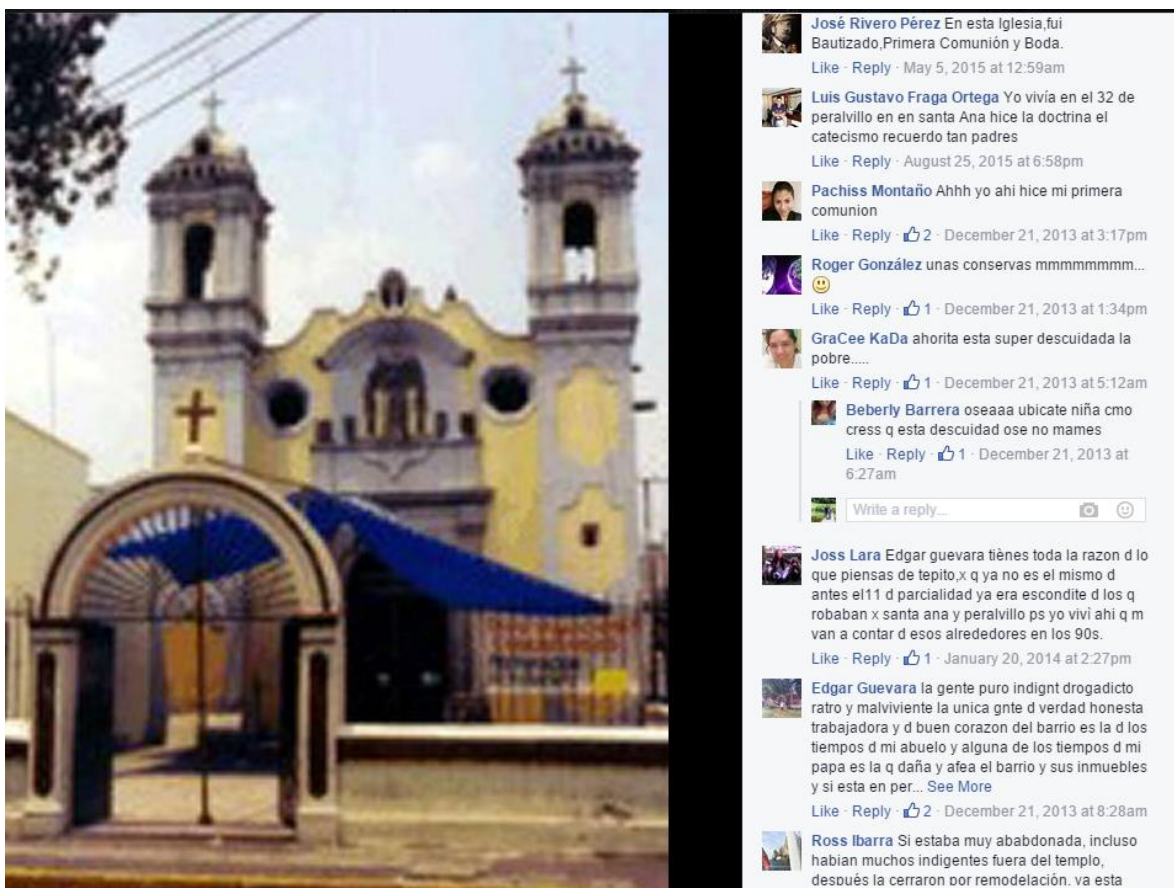 José Rivero Pérez En esta Iglesia,fui
Bautizado,Primera Comunión y Boda.
Like · Reply · May 5, 2015 at 12:59am
Luis Gustavo Fraga Ortega Yo vivía en el 32 de
peralvillo en en santa Ana hice la doctrina el
catecismo recuerdo tan padres
Like · Reply · August 25, 2015 at 6:58pm
Pachiss Montaño Ahhh yo ahi hice mi primera
comunion
Like · Reply · 2 · December 21, 2013 at 3:17pm
Roger González unas conservas mmmmmmmm...
Like · Reply · 1 · December 21, 2013 at 1:34pm
GraCee KaDa ahorita esta super descuidada la
pobre.....
Like · Reply · 1 · December 21, 2013 at 5:12am
Beberly Barrera oseaaa ubicate niña cmo
cress q esta descuidad ose no mames
Like · Reply · 1 · December 21, 2013 at
6:27am
Write a reply...
Joss Lara Edgar guevara tiènes toda la razon d lo
que piensas de tepito,x q ya no es el mismo d
antes el11 d parcialidad ya era escondite d los q
robaban x santa ana y peralvillo ps yo vivì ahi q m
van a contar d esos alrededores en los 90s.
Like · Reply · 1 · January 20, 2014 at 2:27pm
Edgar Guevara la gente puro indignt drogadicto
ratro y malviviente la unica gnte d verdad honesta
trabajadora y d buen corazon del barrio es la d los
tiempos d mi abuelo y alguna de los tiempos d mi
papa es la q daña y afea el barrio y sus inmuebles
y si esta en per... See More
Like · Reply · 2 · December 21, 2013 at 8:28am
Ross Ibarra Si estaba muy ababdonada, incluso
habian muchos indigentes fuera del templo,
después la cerraron por remodelación, ya esta